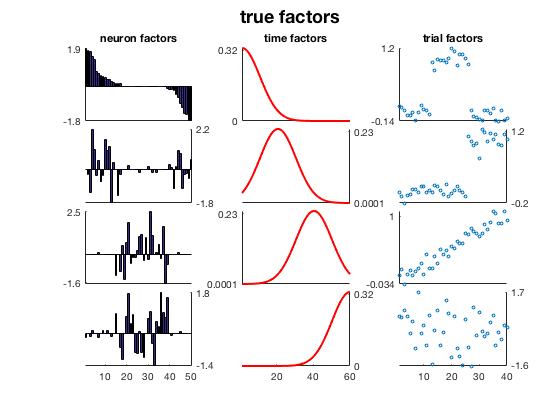 true factors
neuron factors time factors trial factors
1.9 0.32 1.2
-1.8 0 -0.14
2.2 0.23 1.2
-1.8 0.0001 -0.2
2.5 0.23 1
-1.6 0.0001 -0.034
1.8 0.32 1.7
-1.4 0 -1.6
10 20 30 40 50 20 40 60 10 20 30 40